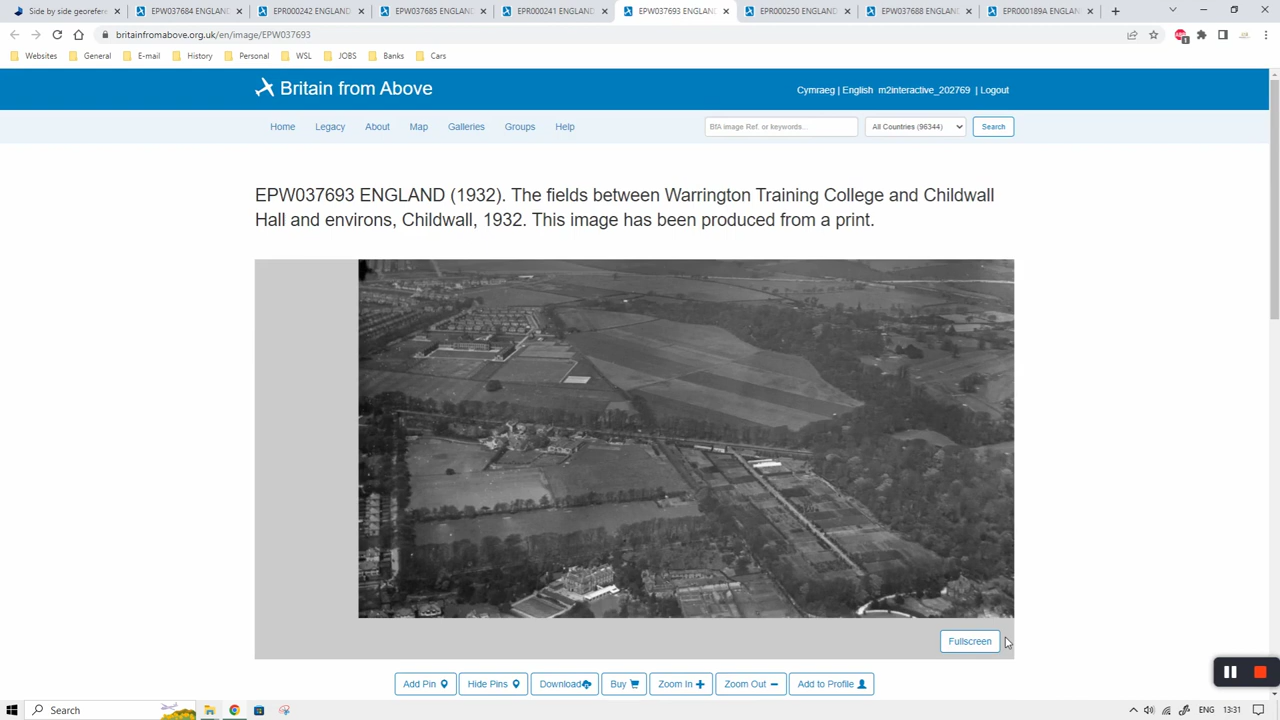 Side by side georefere
EPW037684 ENGLAND
EPR000242 ENGLAND
EPW037685 ENGLAND
EPR000241 ENGLAND
EPW037693 ENGLAND
EPR000250 ENGLAND
EPW037688 ENGLAND
EPR000189A ENGLAND
britainfromabove.org.uk/en/image/EPW037693
Websites General E-mail History Personal WSL JOBS Banks Cars
Britain from Above
Cymraeg | English m2interactive_202769 | Logout
Home Legacy About Map Galleries Groups Help
BfA image Ref. or keywords... All Countries (96344) Search
EPW037693 ENGLAND (1932). The fields between Warrington Training College and Childwall
Hall and environs, Childwall, 1932. This image has been produced from a print.
Fullscreen
Add Pin Hide Pins Download Buy Zoom In Zoom Out Add to Profile
Search
ENG 13:31